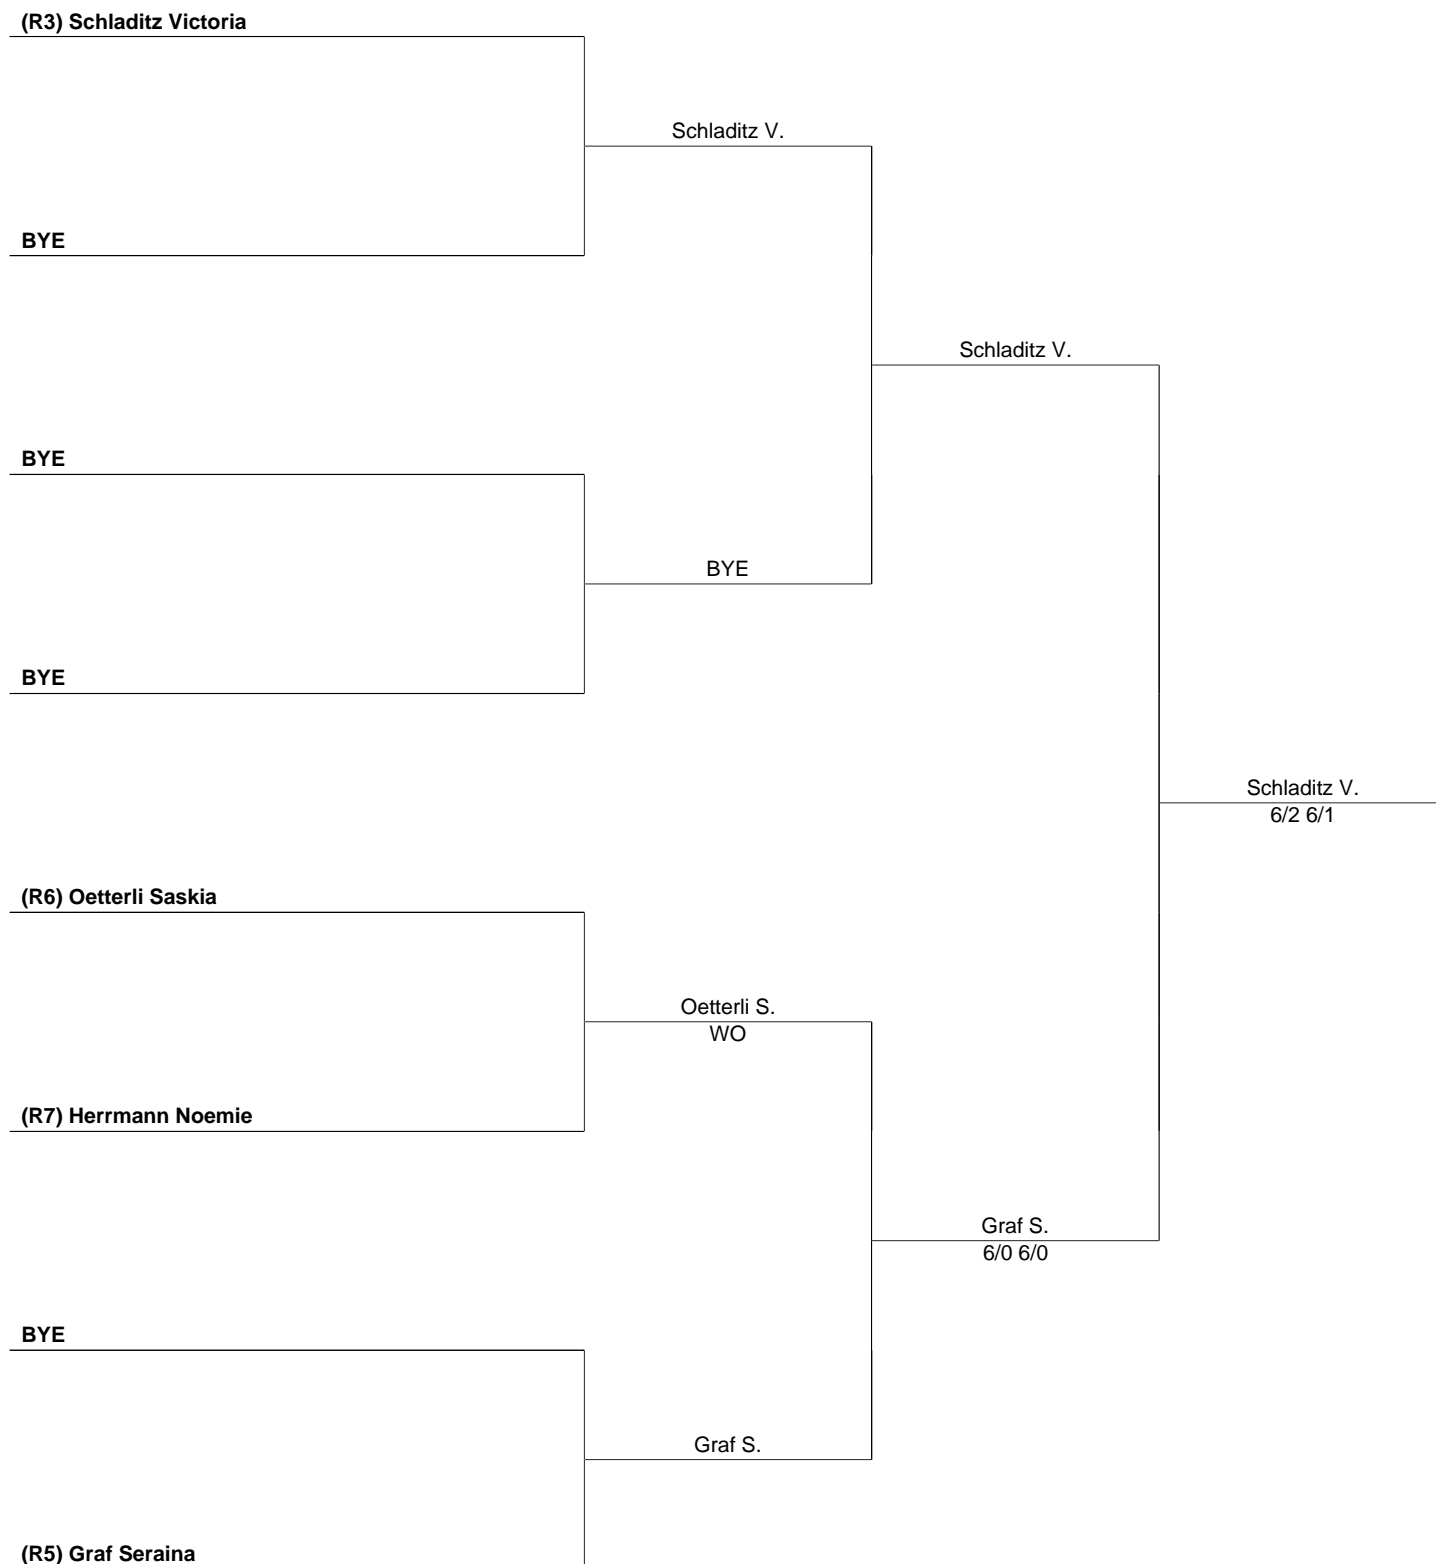 (R3) Schladitz Victoria
Schladitz V.
BYE
Schladitz V.
BYE
BYE
BYE
Schladitz V.
6/2 6/1
(R6) Oetterli Saskia
Oetterli S.
WO
(R7) Herrmann Noemie
Graf S.
6/0 6/0
BYE
Graf S.
(R5) Graf Seraina